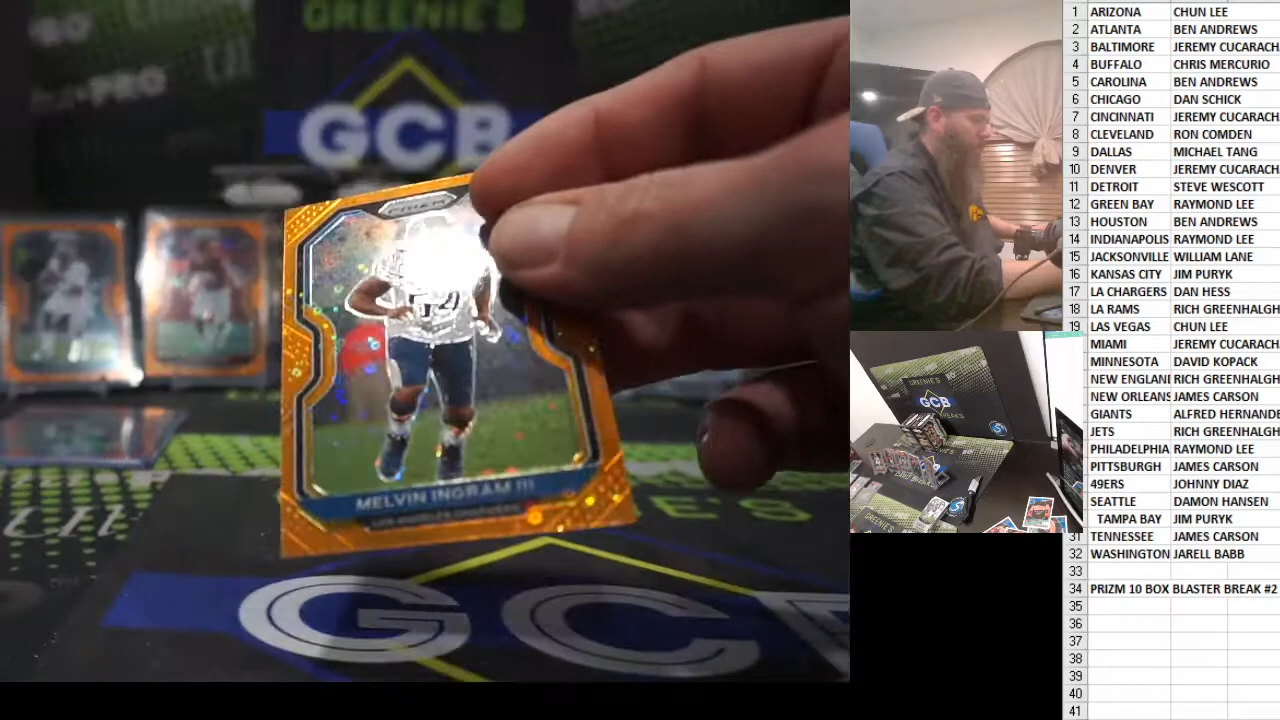 GREENIE'S
GCB
PRIZM
MELVIN INGRAM III
GCB
1 ARIZONA CHUN LEE
2 ATLANTA BEN ANDREWS
3 BALTIMORE JEREMY CUCARACH
4 BUFFALO CHRIS MERCURIO
5 CAROLINA BEN ANDREWS
6 CHICAGO DAN SCHICK
7 CINCINNATI JEREMY CUCARACH
8 CLEVELAND RON COMDEN
9 DALLAS MICHAEL TANG
10 DENVER JEREMY CUCARACH
11 DETROIT STEVE WESCOTT
12 GREEN BAY RAYMOND LEE
13 HOUSTON BEN ANDREWS
14 INDIANAPOLIS RAYMOND LEE
15 JACKSONVILLE WILLIAM LANE
16 KANSAS CITY JIM PURYK
17 LA CHARGERS DAN HESS
18 LA RAMS RICH GREENHALGH
19 LAS VEGAS CHUN LEE
MIAMI JEREMY CUCARACH
MINNESOTA DAVID KOPACK
NEW ENGLAND RICH GREENHALGH
NEW ORLEANS JAMES CARSON
GIANTS ALFRED HERNANDE
JETS RICH GREENHALGH
PHILADELPHIA RAYMOND LEE
PITTSBURGH JAMES CARSON
49ERS JOHNNY DIAZ
SEATTLE DAMON HANSEN
TAMPA BAY JIM PURYK
31 TENNESSEE JAMES CARSON
32 WASHINGTON JARELL BABB
33
34 PRIZM 10 BOX BLASTER BREAK #2
35
36
37
38
39
40
41
GREENIE'S
GCB
BREAKS